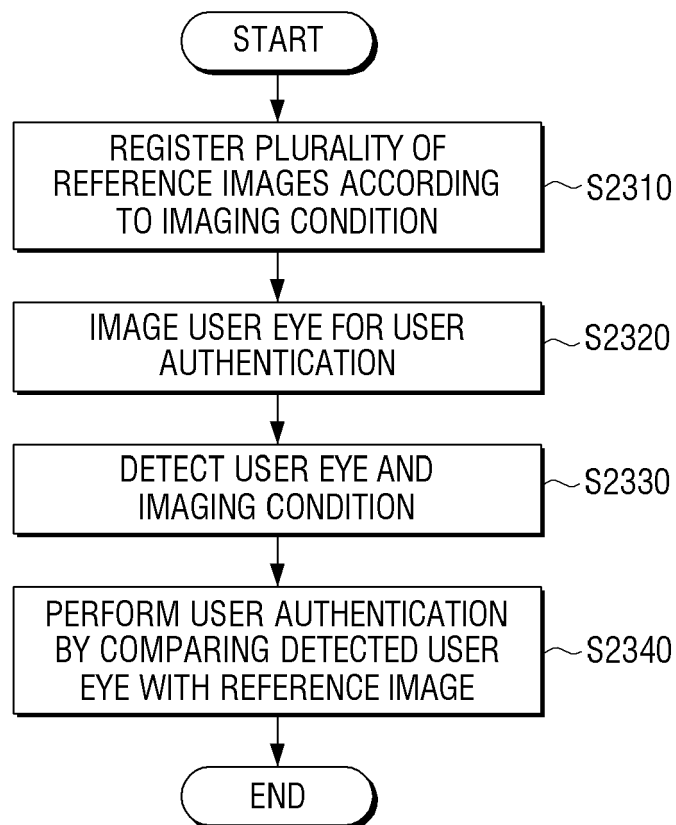 START
REGISTER PLURALITY OF
REFERENCE IMAGES ACCORDING
TO IMAGING CONDITION
S2310
IMAGE USER EYE FOR USER
AUTHENTICATION
S2320
DETECT USER EYE AND
IMAGING CONDITION
S2330
PERFORM USER AUTHENTICATION
BY COMPARING DETECTED USER
EYE WITH REFERENCE IMAGE
S2340
END